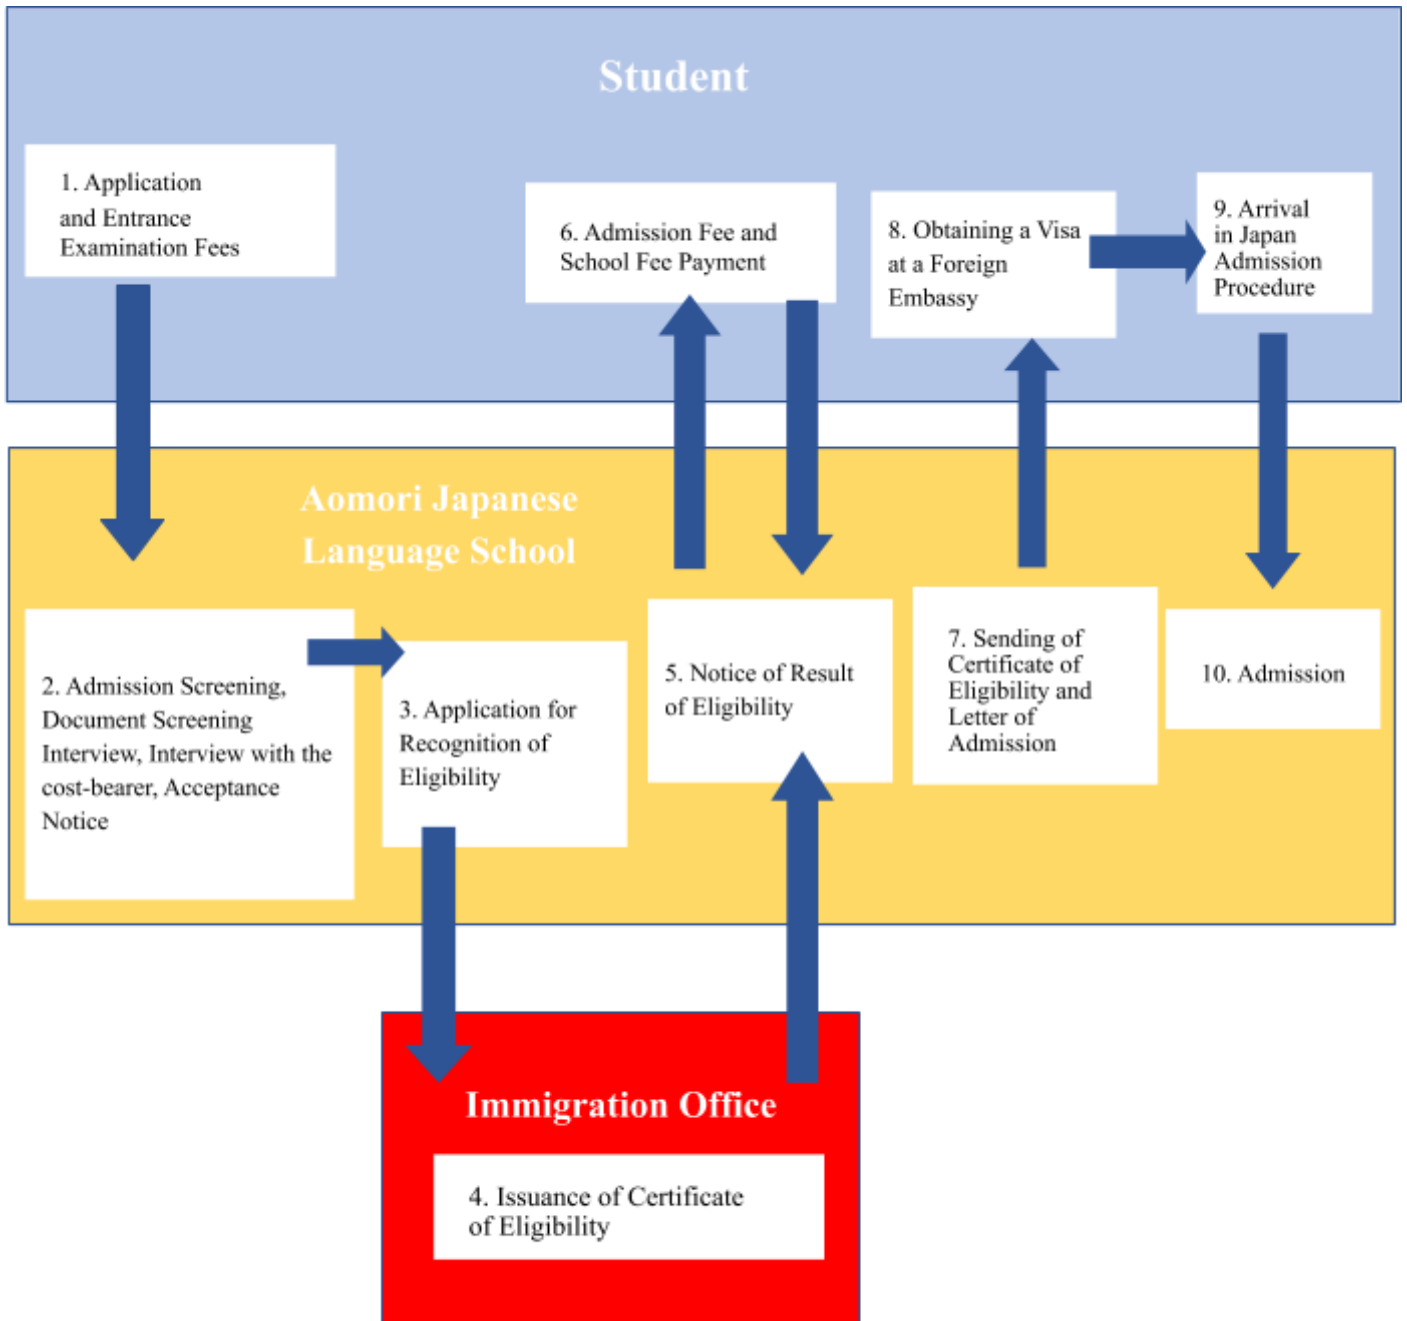 Student
1. Application
and Entrance
Examination Fees
6. Admission Fee and
School Fee Payment
8. Obtaining a Visa
at a Foreign
Embassy
9. Arrival
in Japan
Admission
Procedure
Aomori Japanese
Language School
2. Admission Screening,
Document Screening
Interview, Interview with the
cost-bearer, Acceptance
Notice
3. Application for
Recognition of
Eligibility
5. Notice of Result
of Eligibility
7. Sending of
Certificate of
Eligibility and
Letter of
Admission
10. Admission
Immigration Office
4. Issuance of Certificate
of Eligibility